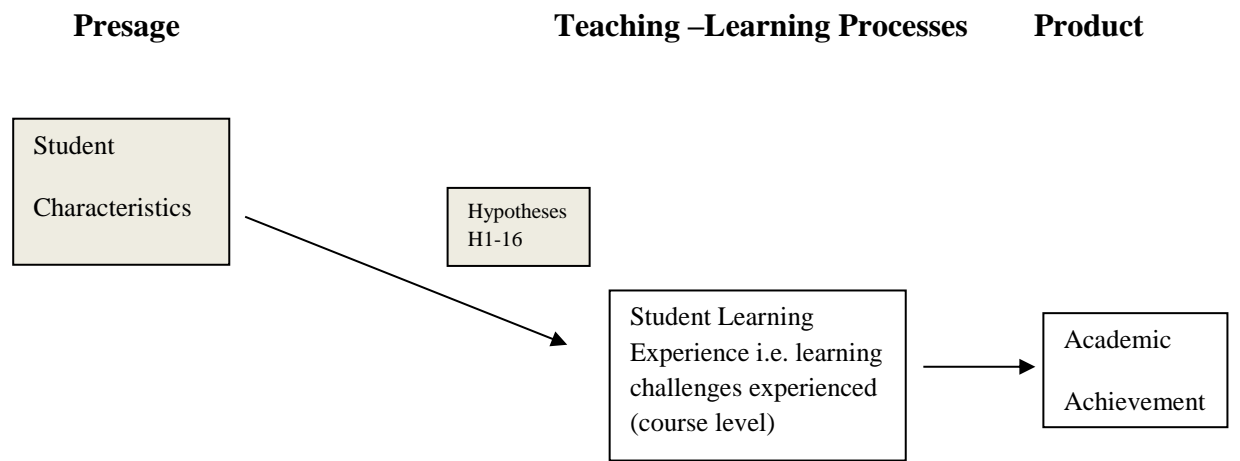 Presage Teaching –Learning Processes Product
Student
Characteristics
Hypotheses
H1-16
Student Learning
Experience i.e. learning
challenges experienced
(course level)
Academic
Achievement